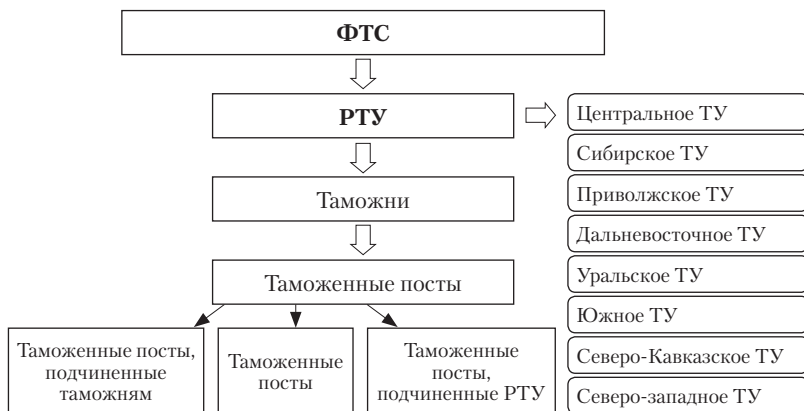 ФТС
РТУ
Таможни
Таможенные посты
Таможенные посты,
подчиненные
таможням
Таможенные
посты
Таможенные
посты,
подчиненные РТУ
Центральное ТУ
Сибирское ТУ
Приволжское ТУ
Дальневосточное ТУ
Уральское ТУ
Южное ТУ
Северо-Кавказское ТУ
Северо-западное ТУ